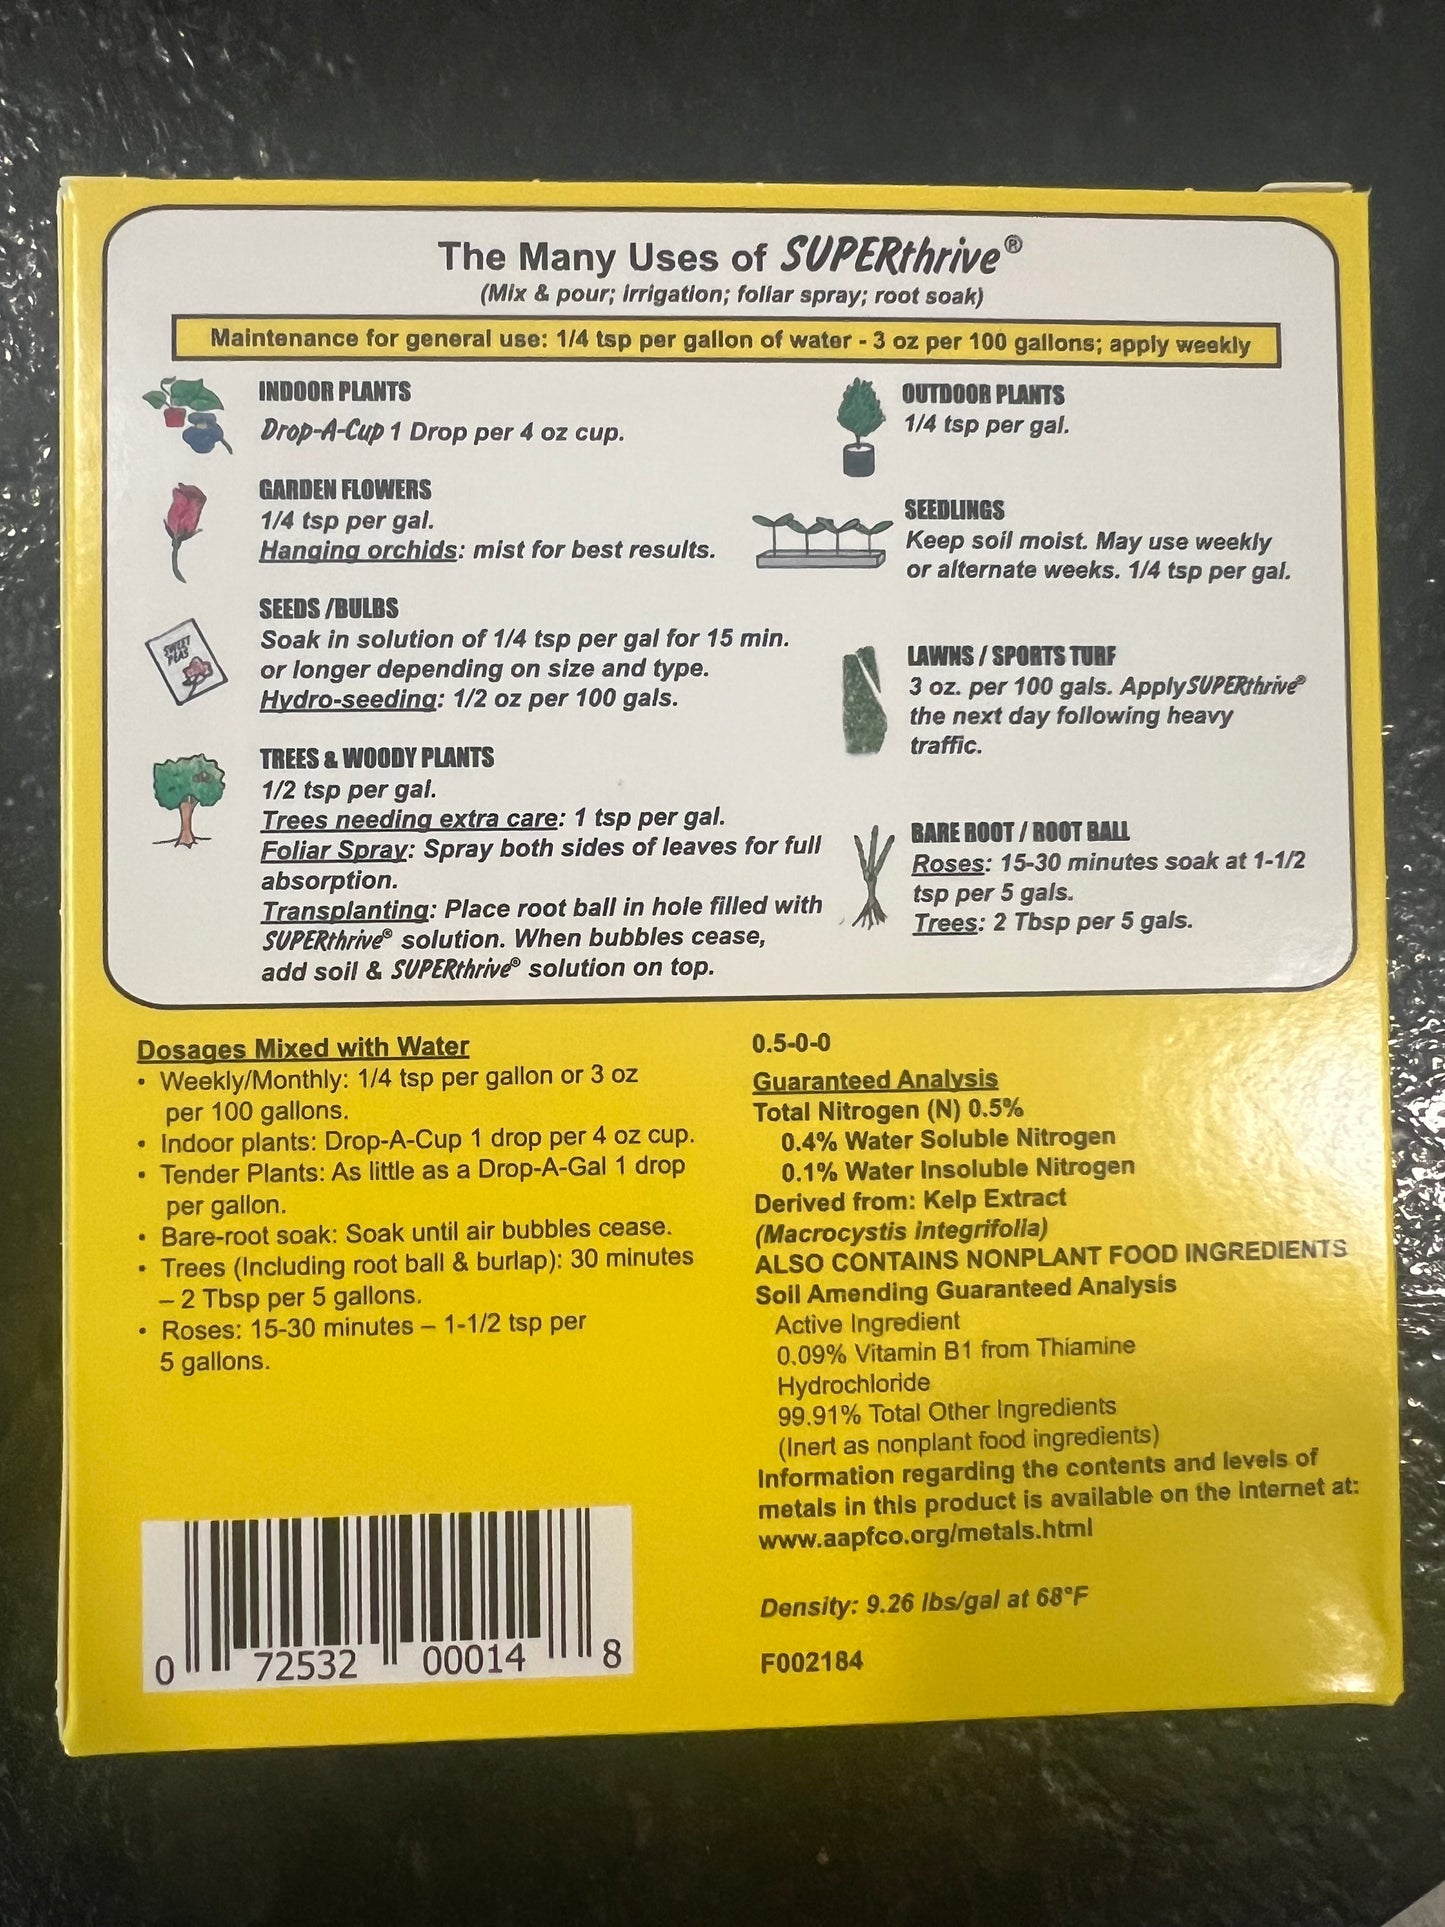 The Many Uses of SUPERthrive®
(Mix & pour; irrigation; foliar spray; root soak)
Maintenance for general use: 1/4 tsp per gallon of water - 3 oz per 100 gallons; apply weekly
INDOOR PLANTS
Drop-A-Cup 1 Drop per 4 oz cup.
GARDEN FLOWERS
1/4 tsp per gal.
Hanging orchids: mist for best results.
SWEET
PEAS
SEEDS /BULBS
Soak in solution of 1/4 tsp per gal for 15 min.
or longer depending on size and type.
Hydro-seeding: 1/2 oz per 100 gals.
TREES & WOODY PLANTS
1/2 tsp per gal.
Trees needing extra care: 1 tsp per gal.
Foliar Spray: Spray both sides of leaves for full
absorption.
Transplanting: Place root ball in hole filled with
SUPERthrive® solution. When bubbles cease,
add soil & SUPERthrive® solution on top.
OUTDOOR PLANTS
1/4 tsp per gal.
SEEDLINGS
Keep soil moist. May use weekly
or alternate weeks. 1/4 tsp per gal.
LAWNS / SPORTS TURF
3 oz. per 100 gals. Apply SUPERthrive®
the next day following heavy
traffic.
BARE ROOT / ROOT BALL
Roses: 15-30 minutes soak at 1-1/2
tsp per 5 gals.
Trees: 2 Tbsp per 5 gals.
Dosages Mixed with Water
• Weekly/Monthly: 1/4 tsp per gallon or 3 oz
per 100 gallons.
• Indoor plants: Drop-A-Cup 1 drop per 4 oz cup.
• Tender Plants: As little as a Drop-A-Gal 1 drop
per gallon.
• Bare-root soak: Soak until air bubbles cease.
• Trees (Including root ball & burlap): 30 minutes
– 2 Tbsp per 5 gallons.
• Roses: 15-30 minutes – 1-1/2 tsp per
5 gallons.
0 72532 00014 8
0.5-0-0
Guaranteed Analysis
Total Nitrogen (N) 0.5%
0.4% Water Soluble Nitrogen
0.1% Water Insoluble Nitrogen
Derived from: Kelp Extract
(Macrocystis integrifolia)
ALSO CONTAINS NONPLANT FOOD INGREDIENTS
Soil Amending Guaranteed Analysis
Active Ingredient
0.09% Vitamin B1 from Thiamine
Hydrochloride
99.91% Total Other Ingredients
(Inert as nonplant food ingredients)
Information regarding the contents and levels of
metals in this product is available on the internet at:
www.aapfco.org/metals.html
Density: 9.26 lbs/gal at 68°F
F002184